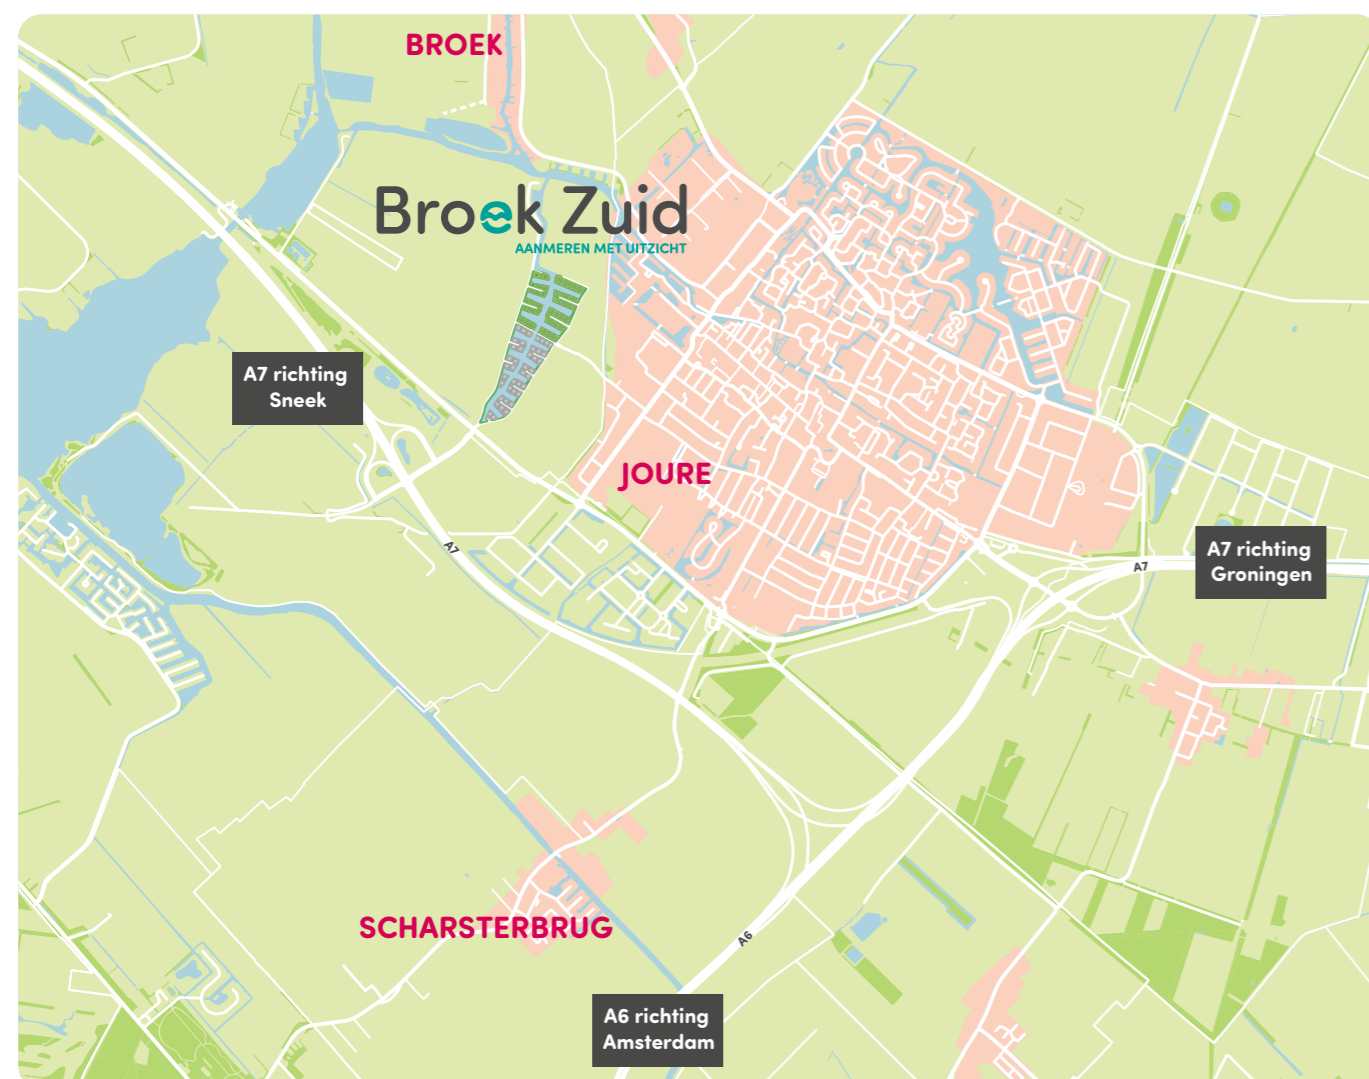 BROEK
Broek Zuid
AANMEREN MET UITZICHT
A7 richting
Sneek
JOURE
A7
A7
A7 richting
Groningen
SCHARSTERBRUG
A6
A6 richting
Amsterdam